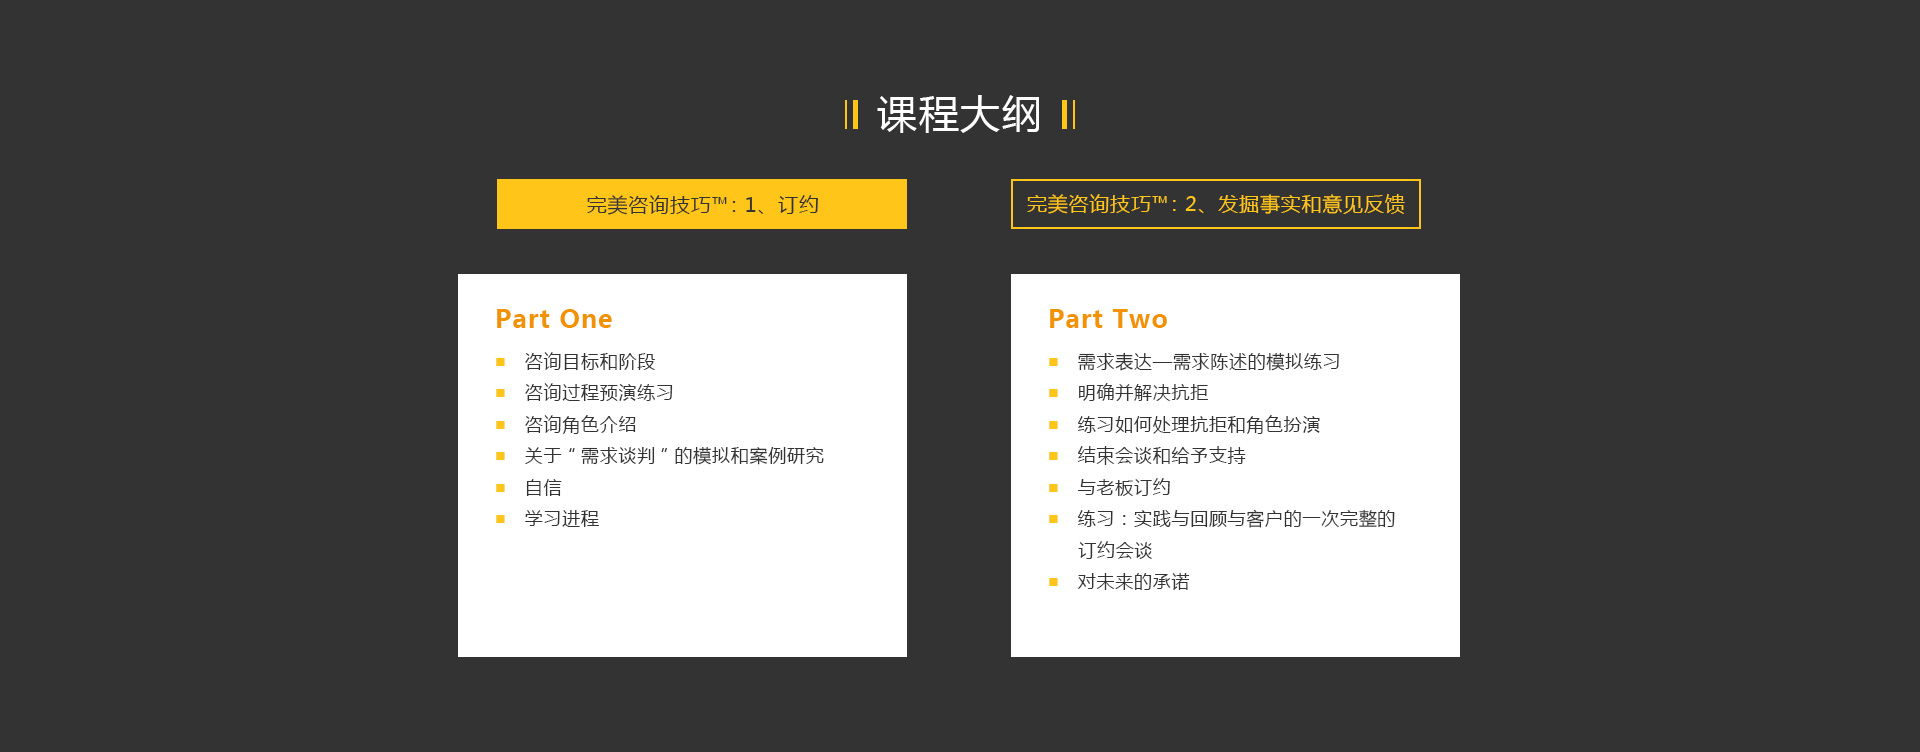 课程大纲
完美咨询技巧™: 1、订约
完美咨询技巧™: 2、发掘事实和意见反馈
Part One
咨询目标和阶段
咨询过程预演练习
咨询角色介绍
关于“需求谈判”的模拟和案例研究
自信
学习进程
Part Two
需求表达—需求陈述的模拟练习
明确并解决抗拒
练习如何处理抗拒和角色扮演
结束会谈和给予支持
与老板订约
练习：实践与回顾与客户的一次完整的
订约会谈
对未来的承诺